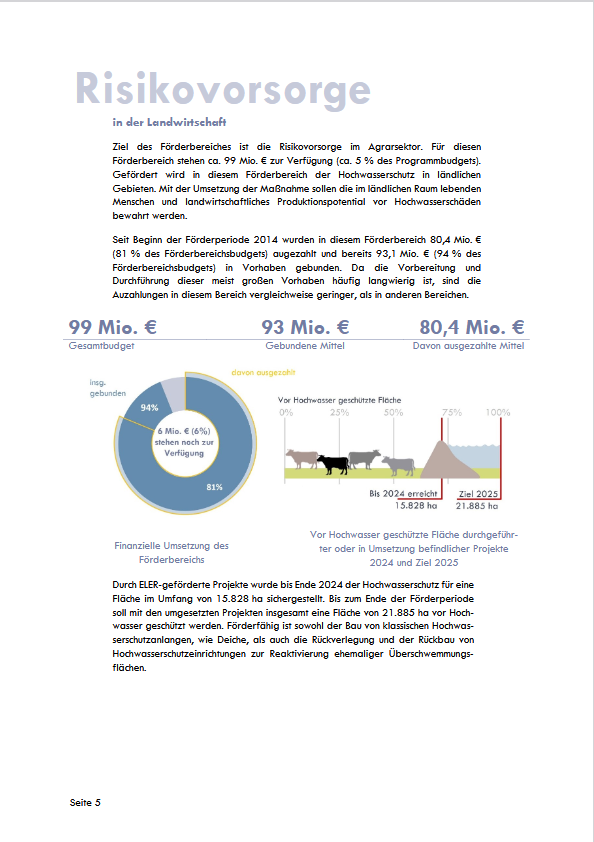 Risikovorsorge
in der Landwirtschaft
Ziel des Förderbereiches ist die Risikovorsorge im Agrarsektor. Für diesen
Förderbereich stehen ca. 99 Mio. € zur Verfügung (ca. 5 % des Programmbudgets).
Gefördert wird in diesem Förderbereich der Hochwasserschutz in ländlichen
Gebieten. Mit der Umsetzung der Maßnahme sollen die im ländlichen Raum lebenden
Menschen und landwirtschaftliches Produktionspotential vor Hochwasserschäden
bewahrt werden.
Seit Beginn der Förderperiode 2014 wurden in diesem Förderbereich 80,4 Mio. €
(81 % des Förderbereichsbudgets) augezahlt und bereits 93,1 Mio. € (94 % des
Förderbereichsbudgets) in Vorhaben gebunden. Da die Vorbereitung und
Durchführung dieser meist großen Vorhaben häufig langwierig ist, sind die
Auzahlungen in diesem Bereich vergleichweise geringer, als in anderen Bereichen.
99 Mio. €
Gesamtbudget
93 Mio. €
Gebundene Mittel
80,4 Mio. €
Davon ausgezahlte Mittel
davon ausgezahlt
insg.
gebunden
94%
6 Mio. € (6%)
stehen noch zur
Verfügung
81%
Finanzielle Umsetzung des
Förderbereichs
Vor Hochwasser geschützte Fläche
0% 25% 50% 75% 100%
Bis 2024 erreicht
15.828 ha
Ziel 2025
21.885 ha
Vor Hochwasser geschützte Fläche durchgeführ-
ter oder in Umsetzung befindlicher Projekte
2024 und Ziel 2025
Durch ELER-geförderte Projekte wurde bis Ende 2024 der Hochwasserschutz für eine
Fläche im Umfang von 15.828 ha sichergestellt. Bis zum Ende der Förderperiode
soll mit den umgesetzten Projekten insgesamt eine Fläche von 21.885 ha vor Hoch-
wasser geschützt werden. Förderfähig ist sowohl der Bau von klassischen Hochwas-
serschutzanlangen, wie Deiche, als auch die Rückverlegung und der Rückbau von
Hochwasserschutzeinrichtungen zur Reaktivierung ehemaliger Überschwemmungs-
flächen.
Seite 5